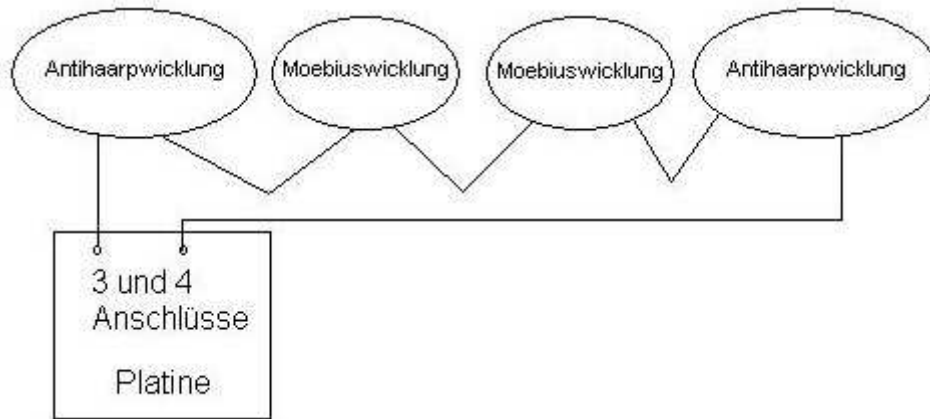 Antihaarpwicklung
Moebiuswicklung
Moebiuswicklung
Antihaarpwicklung
3 und 4
Anschlüsse
Platine